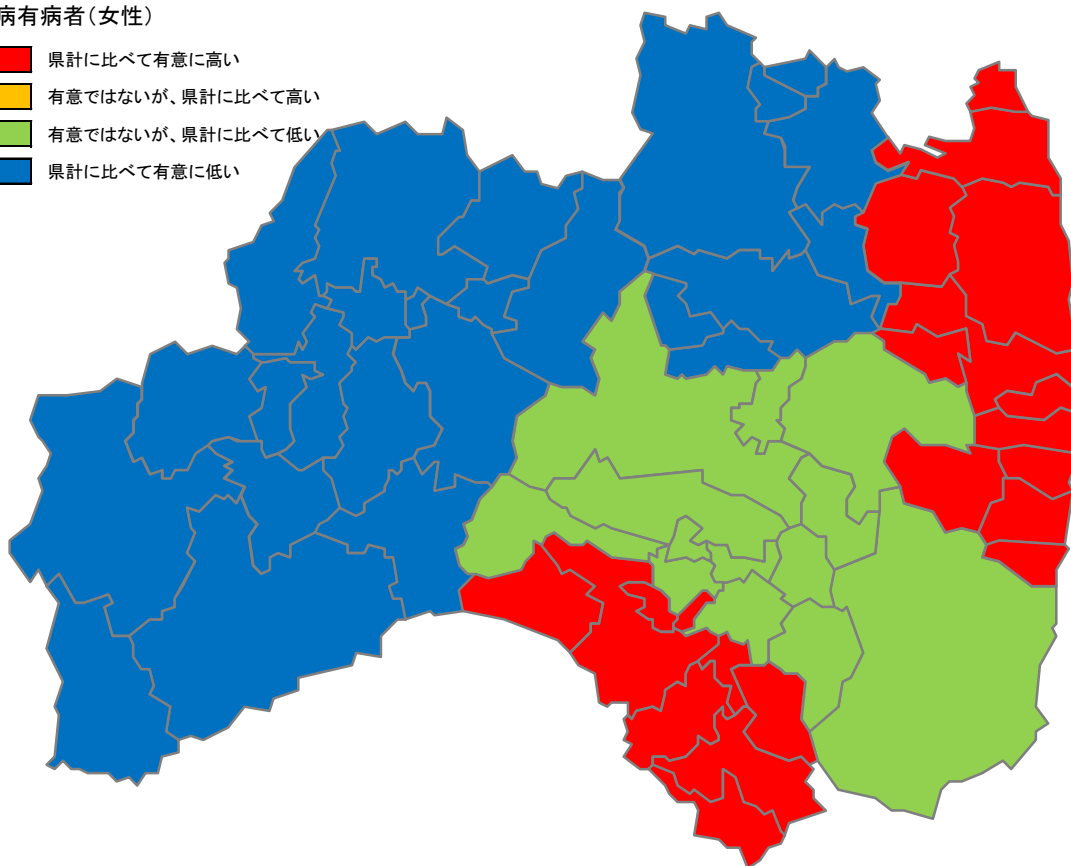 病有病者(女性)
県計に比べて有意に高い
有意ではないが、県計に比べて高い
有意ではないが、県計に比べて低い
県計に比べて有意に低い